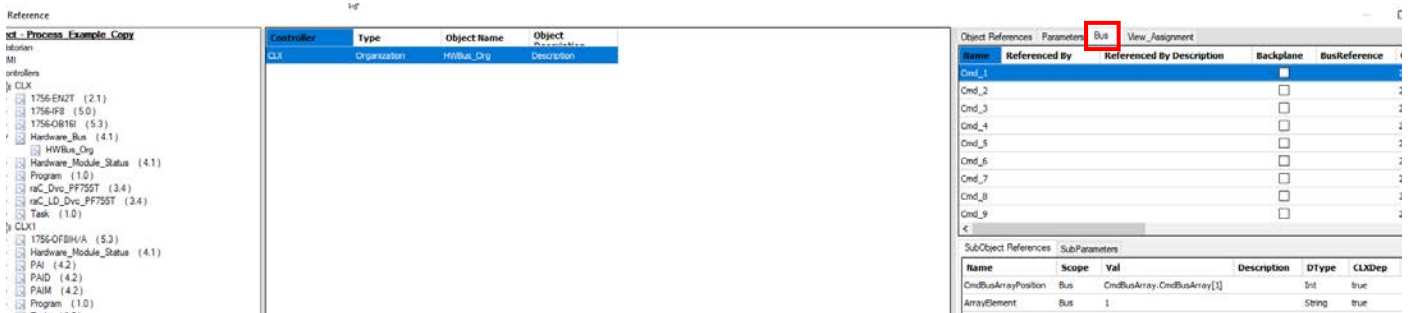 Reference
ect - Process_Example_Copy
istorian
MI
ontrollers
CLX
1756-EN2T (2.1)
1756-IF8 (5.0)
1756-OB16I (5.3)
Hardware_Bus (4.1)
HWBus_Org
Hardware_Module_Status (4.1)
Program (1.0)
raC_Dvc_PF755T (3.4)
raC_LD_Dvc_PF755T (3.4)
Task (1.0)
CLX1
1756-OF8IH/A (5.3)
Hardware_Module_Status (4.1)
PAI (4.2)
PAID (4.2)
PAIM (4.2)
Program (1.0)
Controller Type Object Name Object
CLX Organization HWBus_Org Description
Object References Parameters Bus View_Assignment
Name Referenced By Referenced By Description Backplane BusReference
Cmd_1
Cmd_2
Cmd_3
Cmd_4
Cmd_5
Cmd_6
Cmd_7
Cmd_8
Cmd_9
SubObject References SubParameters
Name Scope Val Description DType CLXDep
CmdBusArrayPosition Bus CmdBusArray.CmdBusArray[1] Int true
ArrayElement Bus 1 String true